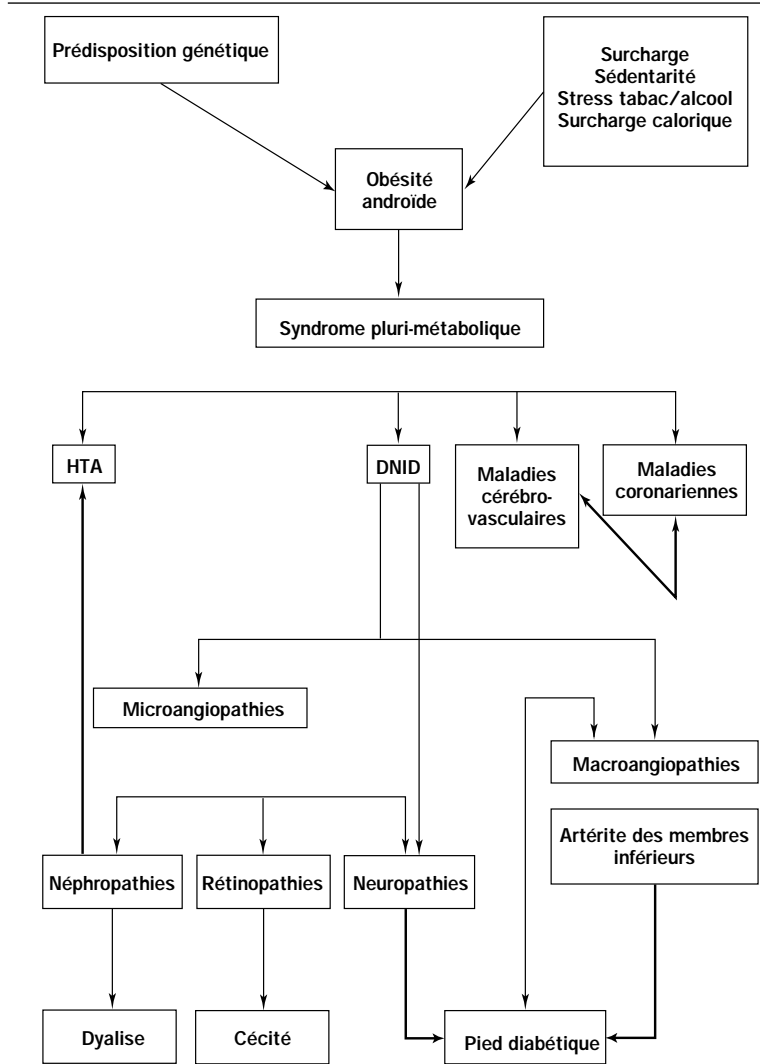 Prédisposition génétique
Surcharge
Sédentarité
Stress tabac/alcool
Surcharge calorique
Obésité
androïde
Syndrome pluri-métabolique
HTA
DNID
Maladies
cérébro-
vasculaires
Maladies
coronariennes
Microangiopathies
Macroangiopathies
Artérite des membres
inférieurs
Néphropathies
Rétinopathies
Neuropathies
Dyalise
Cécité
Pied diabétique